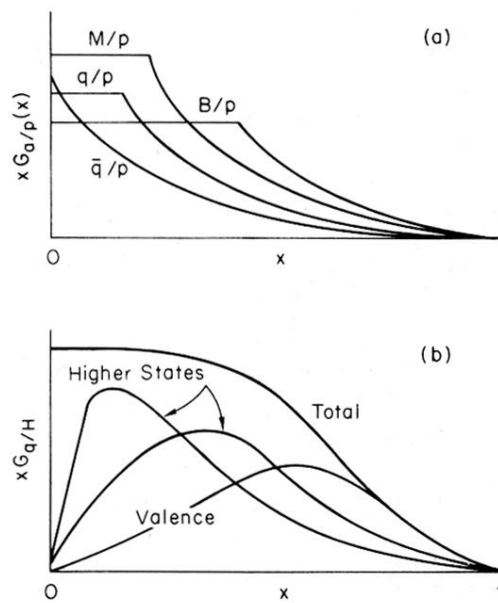 (a)
M/p
q/p
B/p
q̄/p
x G_{a/p}(x)
O
x
(b)
Higher States
Total
Valence
x G_{q/H}
O
x